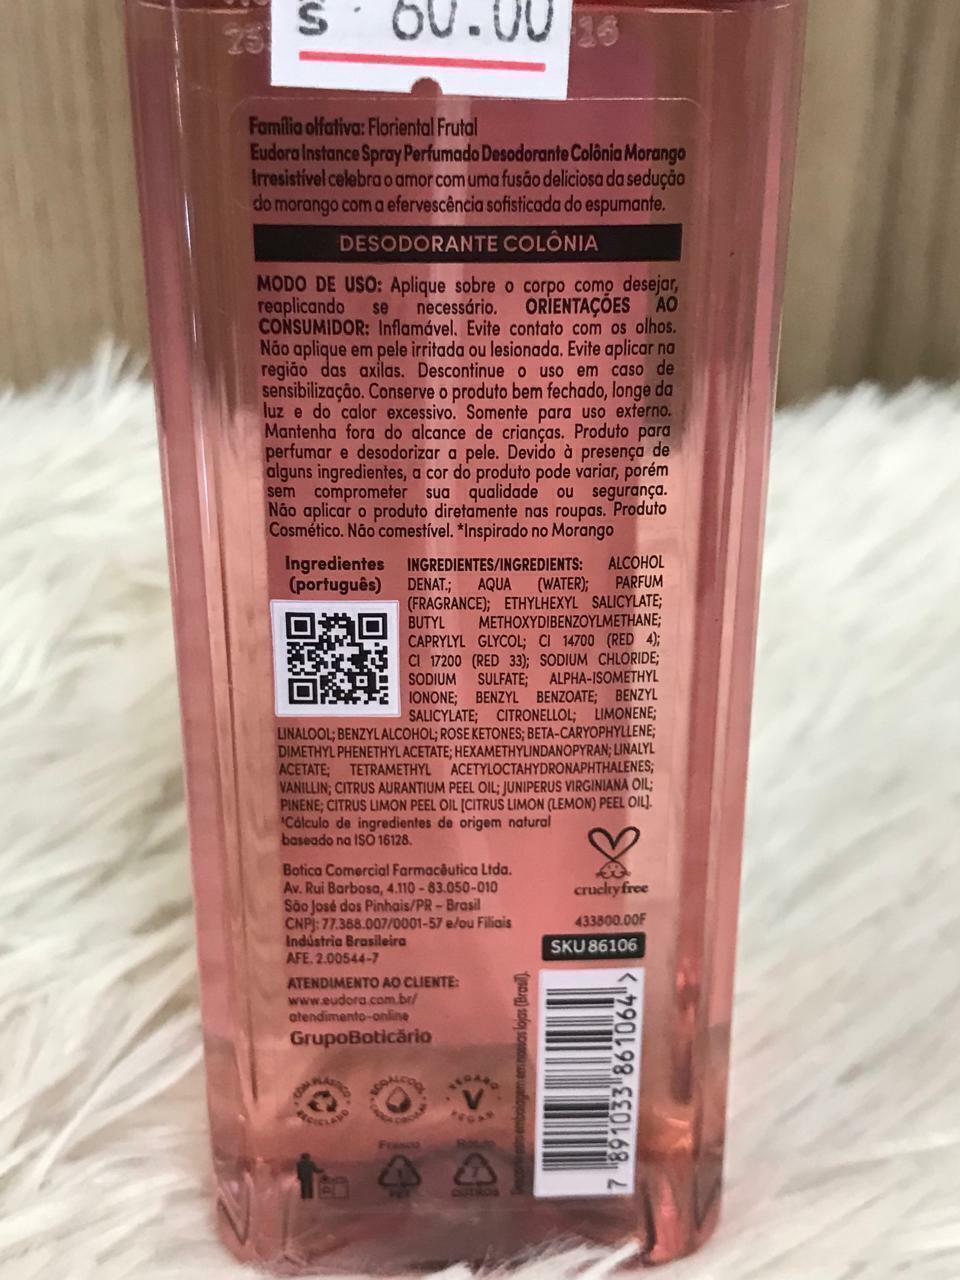 $ 60.00
Família olfativa: Floriental Frutal
Eudora Instance Spray Perfumado Desodorante Colônia Morango
Irresistível celebra o amor com uma fusão deliciosa da sedução
do morango com a efervescência sofisticada do espumante.
DESODORANTE COLÔNIA
MODO DE USO: Aplique sobre o corpo como desejar,
reaplicando se necessário. ORIENTAÇÕES AO
CONSUMIDOR: Inflamável. Evite contato com os olhos.
Não aplique em pele irritada ou lesionada. Evite aplicar na
região das axilas. Descontinue o uso em caso de
sensibilização. Conserve o produto bem fechado, longe da
luz e do calor excessivo. Somente para uso externo.
Mantenha fora do alcance de crianças. Produto para
perfumar e desodorizar a pele. Devido à presença de
alguns ingredientes, a cor do produto pode variar, porém
sem comprometer sua qualidade ou segurança.
Não aplicar o produto diretamente nas roupas. Produto
Cosmético. Não comestível. *Inspirado no Morango
Ingredientes
(português)
INGREDIENTES/INGREDIENTS: ALCOHOL
DENAT.; AQUA (WATER); PARFUM
(FRAGRANCE); ETHYLHEXYL SALICYLATE;
BUTYL METHOXYDIBENZOYLMETHANE;
CAPRYLYL GLYCOL; CI 14700 (RED 4);
CI 17200 (RED 33); SODIUM CHLORIDE;
SODIUM SULFATE; ALPHA-ISOMETHYL
IONONE; BENZYL BENZOATE; BENZYL
SALICYLATE; CITRONELLOL; LIMONENE;
LINALOOL; BENZYL ALCOHOL; ROSE KETONES; BETA-CARYOPHYLLENE;
DIMETHYL PHENETHYL ACETATE; HEXAMETHYLINDANOPYRAN; LINALYL
ACETATE; TETRAMETHYL ACETYLOCTAHYDRONAPHTHALENES;
VANILLIN; CITRUS AURANTIUM PEEL OIL; JUNIPERUS VIRGINIANA OIL;
PINENE; CITRUS LIMON PEEL OIL [CITRUS LIMON (LEMON) PEEL OIL].
¹Cálculo de ingredientes de origem natural
baseado na ISO 16128.
crueltyfree
Botica Comercial Farmacêutica Ltda.
Av. Rui Barbosa, 4.110 - 83.050-010
São José dos Pinhais/PR – Brasil
CNPJ: 77.388.007/0001-57 e/ou Filiais
Indústria Brasileira
AFE. 2.00544-7
433800.00F
SKU 86106
ATENDIMENTO AO CLIENTE:
www.eudora.com.br/
atendimento-online
GrupoBoticário
COM PLÁSTICO RECICLADO
ECOÁLCOOL
VEGANO
V
VEGAN
Frasco
1
PET
Rótulo
7
OUTROS
embalagem em nossas lojas (Brasil).
7 891033 861064 >